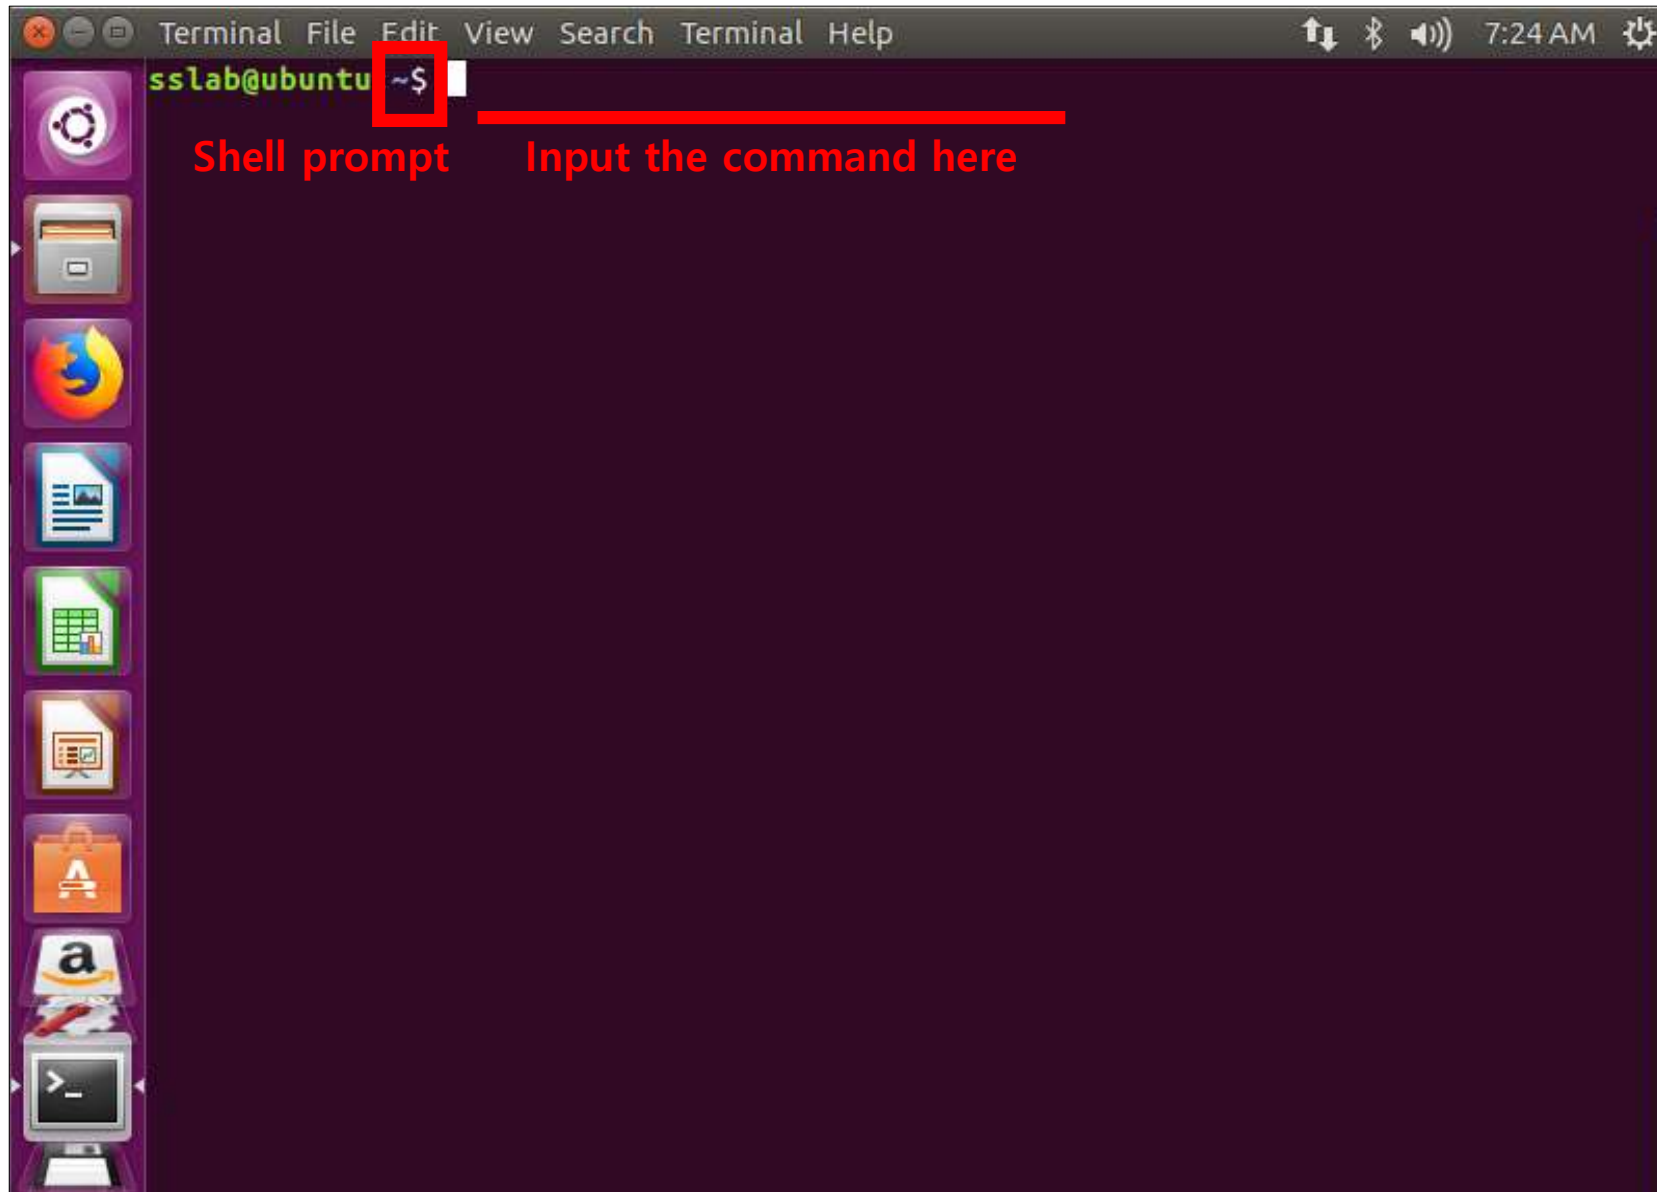 Terminal File Edit View Search Terminal Help 7:24 AM
sslab@ubuntu ~$
Shell prompt Input the command here
A
a
>_